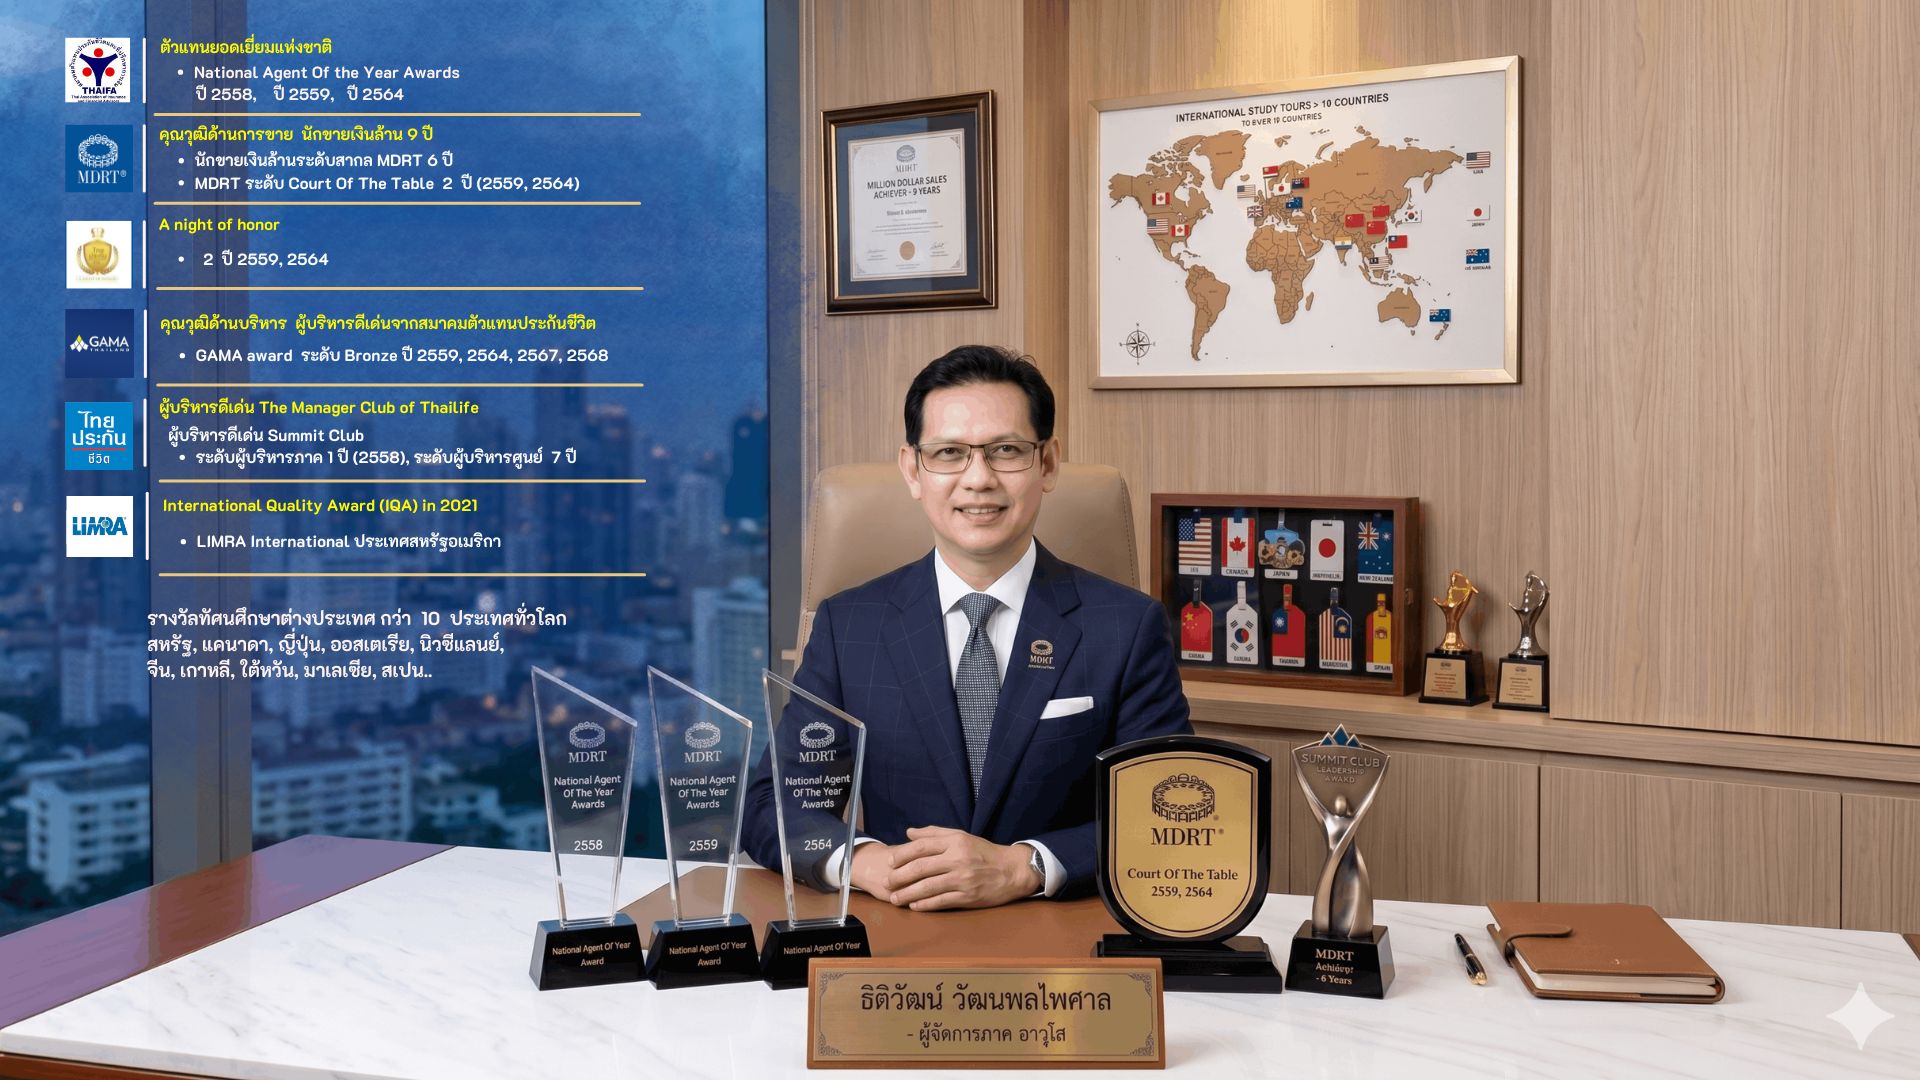 THAIFA
ตัวแทนยอดเยี่ยมแห่งชาติ
• National Agent Of the Year Awards
ปี 2558, ปี 2559, ปี 2564
MDRT®
คุณวุฒิด้านการขาย นักขายเงินล้าน 9 ปี
• นักขายเงินล้านระดับสากล MDRT 6 ปี
• MDRT ระดับ Court Of The Table 2 ปี (2559, 2564)
A night of honor
• 2 ปี 2559, 2564
GAMA
THAILAND
คุณวุฒิด้านบริหาร ผู้บริหารดีเด่นจากสมาคมตัวแทนประกันชีวิต
• GAMA award ระดับ Bronze ปี 2559, 2564, 2567, 2568
ไทย
ประกัน
ชีวิต
ผู้บริหารดีเด่น The Manager Club of Thailife
ผู้บริหารดีเด่น Summit Club
• ระดับผู้บริหารภาค 1 ปี (2558), ระดับผู้บริหารศูนย์ 7 ปี
LIMRA
International Quality Award (IQA) in 2021
• LIMRA International ประเทศสหรัฐอเมริกา
รางวัลทัศนศึกษาต่างประเทศ กว่า 10 ประเทศทั่วโลก
สหรัฐ, แคนาดา, ญี่ปุ่น, ออสเตเรีย, นิวซีแลนย์,
จีน, เกาหลี, ใต้หวัน, มาเลเซีย, สเปน..
MDRT
MILLION DOLLAR SALES
ACHIEVER - 9 YEARS
INTERNATIONAL STUDY TOURS > 10 COUNTRIES
TO EVER 19 COUNTRIES
JAPAN
CRNADA
JAPKN
NEW ZEALAND
SPAIN
MDRT
MDRT
National Agent
Of The Year
Awards
2558
National Agent Of Year
Award
MDRT
National Agent
Of The Year
Awards
2559
National Agent Of Year
Award
MDRT
National Agent
Of The Year
Awards
2564
National Agent Of Year
MDRT®
Court Of The Table
2559, 2564
SUMMIT CLUB
LEADERSHIP
AWAKD
MDRT
- 6 Years
ธิติวัฒน์ วัฒนพลไพศาล
- ผู้จัดการภาค อาวุโส